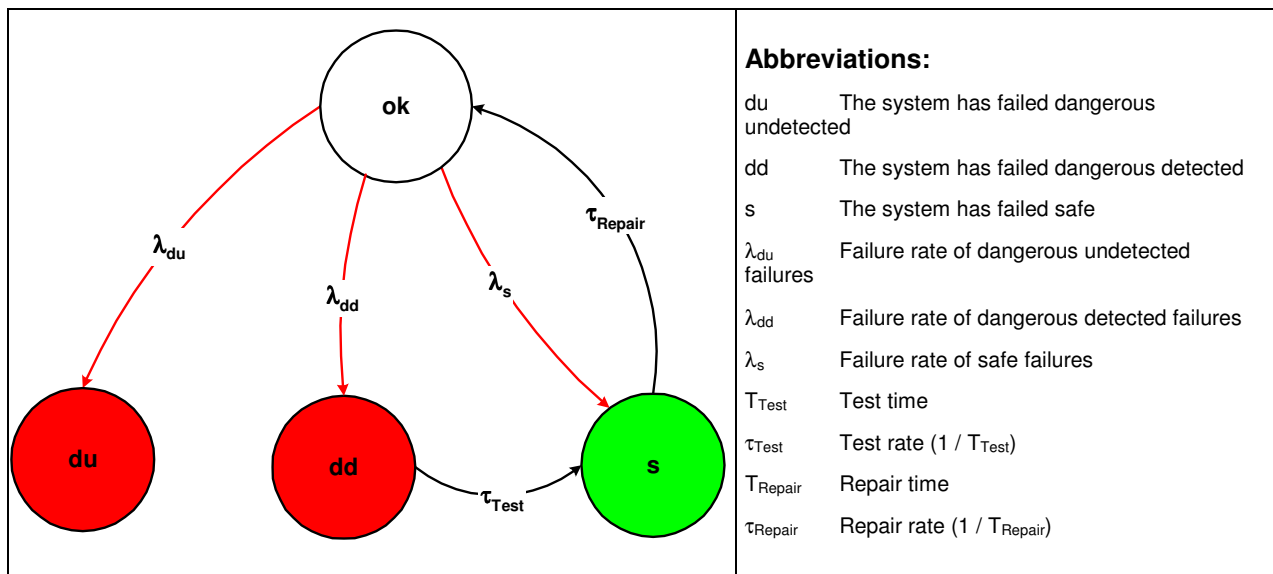 ok
λdu
λdd
λs
τRepair
du
dd
s
τTest
Abbreviations:
du The system has failed dangerous
undetected
dd The system has failed dangerous detected
s The system has failed safe
λdu Failure rate of dangerous undetected
failures
λdd Failure rate of dangerous detected failures
λs Failure rate of safe failures
TTest Test time
τTest Test rate (1 / TTest)
TRepair Repair time
τRepair Repair rate (1 / TRepair)